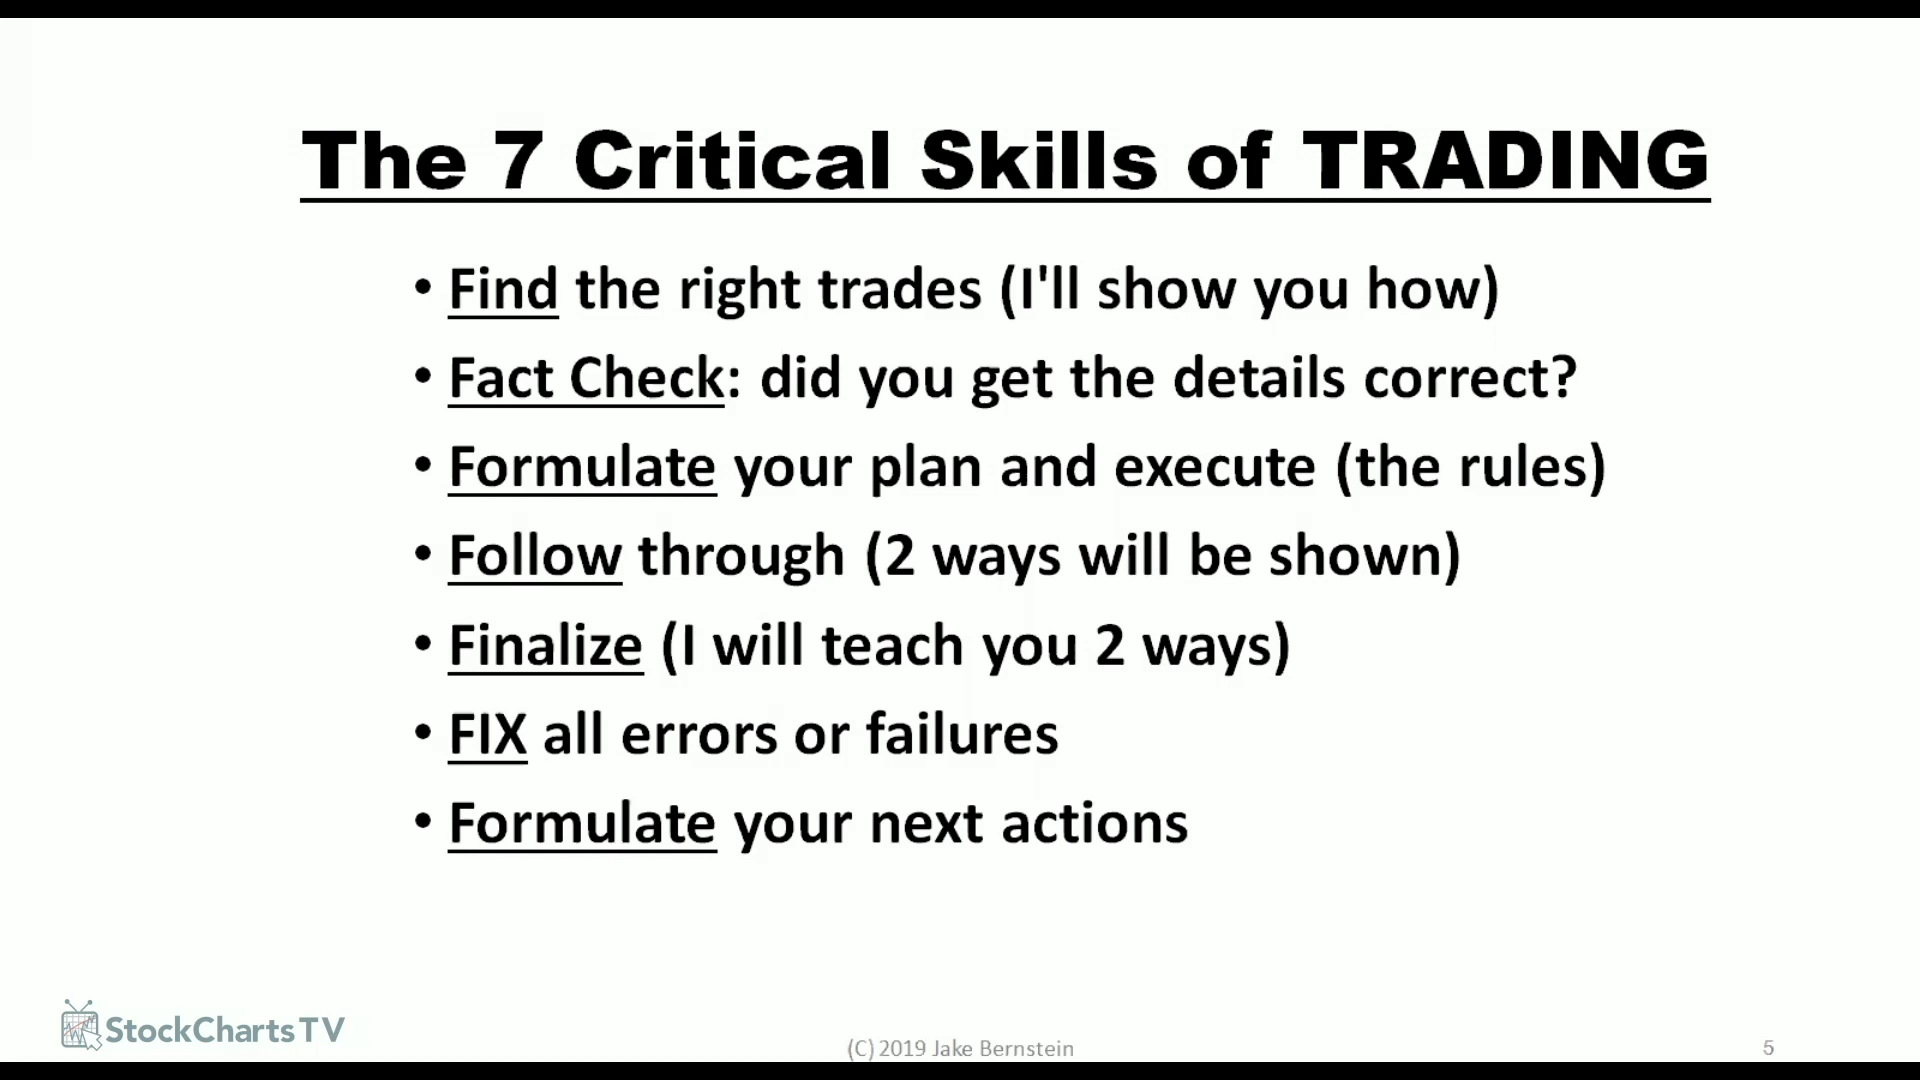 The 7 Critical Skills of TRADING
• Find the right trades (I'll show you how)
• Fact Check: did you get the details correct?
• Formulate your plan and execute (the rules)
• Follow through (2 ways will be shown)
• Finalize (I will teach you 2 ways)
• FIX all errors or failures
• Formulate your next actions
StockCharts TV
(C) 2019 Jake Bernstein
5